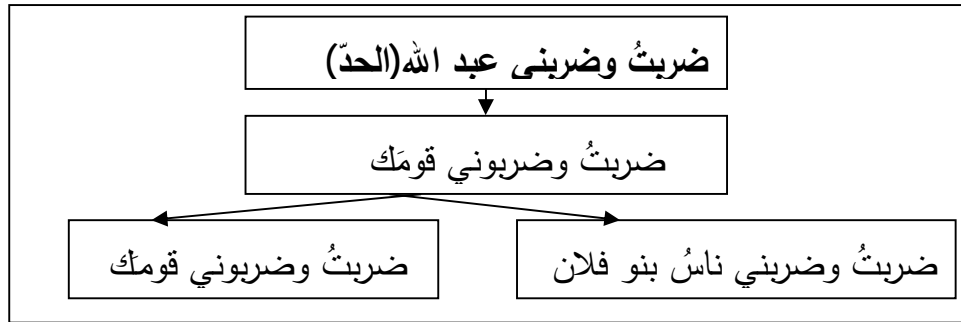 ضربتُ وضربنى عبد الله(الحدّ)
ضربتُ وضربوني قومَك
ضربتُ وضربني ناسُ بنو فلان
ضربتُ وضربوني قومَك